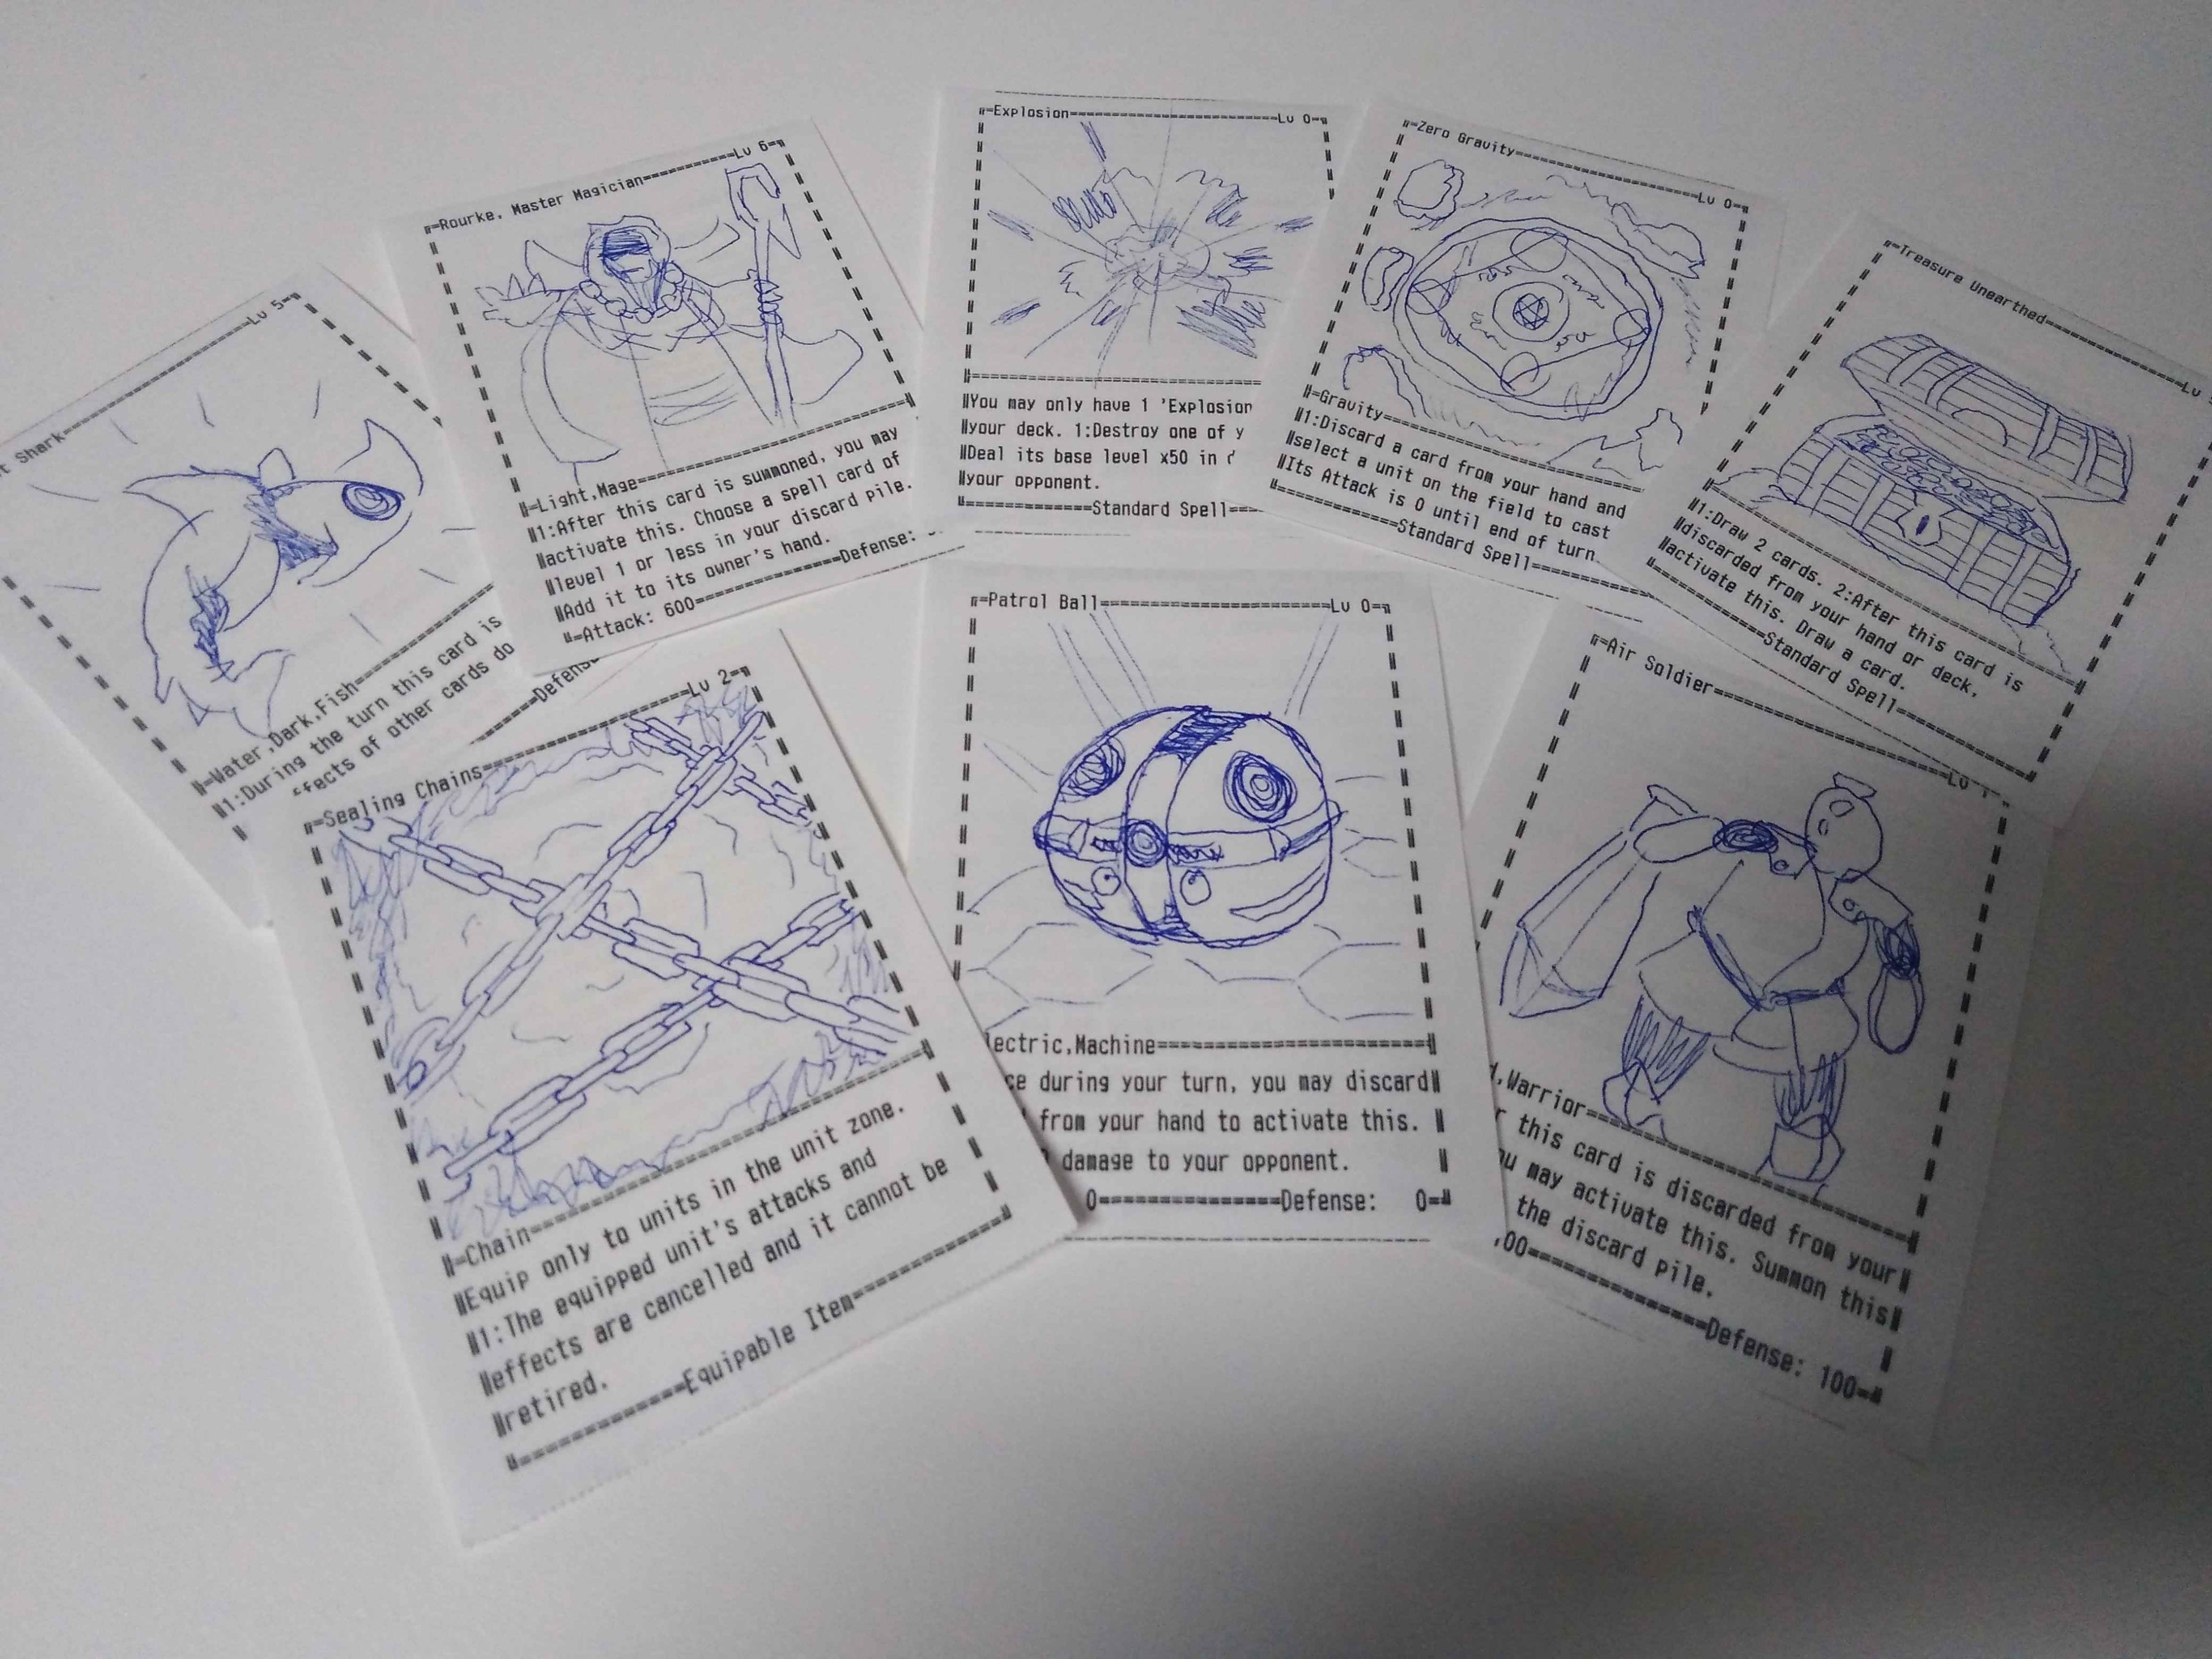 Shark Lv 5
Water,Dark,Fish
1:During the turn this card is
effects of other cards do
Rourke, Master Magician Lv 6
Light,Mage
1:After this card is summoned, you may
activate this. Choose a spell card of
level 1 or less in your discard pile.
Add it to its owner's hand.
Attack: 600 Defense:
Explosion Lv 0
You may only have 1 'Explosion
your deck. 1:Destroy one of y
Deal its base level x50 in d
your opponent.
Standard Spell
Zero Gravity Lv 0
Gravity
1:Discard a card from your hand and
select a unit on the field to cast
Its Attack is 0 until end of turn
Standard Spell
Treasure Unearthed Lv
1:Draw 2 cards. 2:After this card is
discarded from your hand or deck,
activate this. Draw a card.
Standard Spell
Sealing Chains Lv 2
Chain
Equip only to units in the unit zone.
1:The equipped unit's attacks and
effects are cancelled and it cannot be
retired.
Equipable Item
Patrol Ball Lv 0
lectric,Machine
ce during your turn, you may discard
from your hand to activate this.
damage to your opponent.
0 Defense: 0
Air Soldier Lv 1
,Warrior
r this card is discarded from your
u may activate this. Summon this
the discard pile.
00 Defense: 100